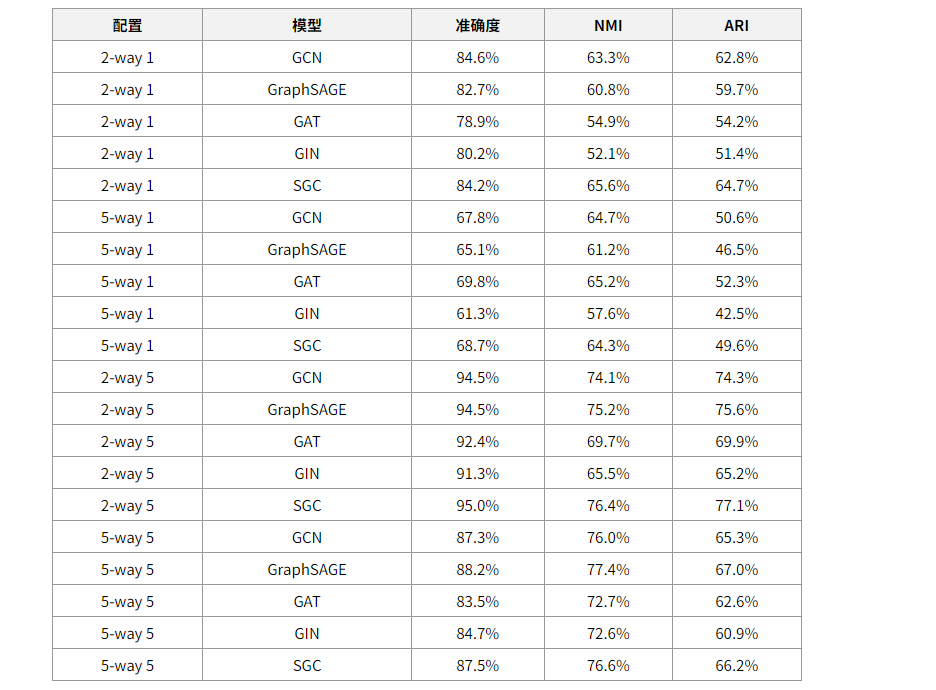 配置 模型 准确度 NMI ARI
2-way 1 GCN 84.6% 63.3% 62.8%
2-way 1 GraphSAGE 82.7% 60.8% 59.7%
2-way 1 GAT 78.9% 54.9% 54.2%
2-way 1 GIN 80.2% 52.1% 51.4%
2-way 1 SGC 84.2% 65.6% 64.7%
5-way 1 GCN 67.8% 64.7% 50.6%
5-way 1 GraphSAGE 65.1% 61.2% 46.5%
5-way 1 GAT 69.8% 65.2% 52.3%
5-way 1 GIN 61.3% 57.6% 42.5%
5-way 1 SGC 68.7% 64.3% 49.6%
2-way 5 GCN 94.5% 74.1% 74.3%
2-way 5 GraphSAGE 94.5% 75.2% 75.6%
2-way 5 GAT 92.4% 69.7% 69.9%
2-way 5 GIN 91.3% 65.5% 65.2%
2-way 5 SGC 95.0% 76.4% 77.1%
5-way 5 GCN 87.3% 76.0% 65.3%
5-way 5 GraphSAGE 88.2% 77.4% 67.0%
5-way 5 GAT 83.5% 72.7% 62.6%
5-way 5 GIN 84.7% 72.6% 60.9%
5-way 5 SGC 87.5% 76.6% 66.2%